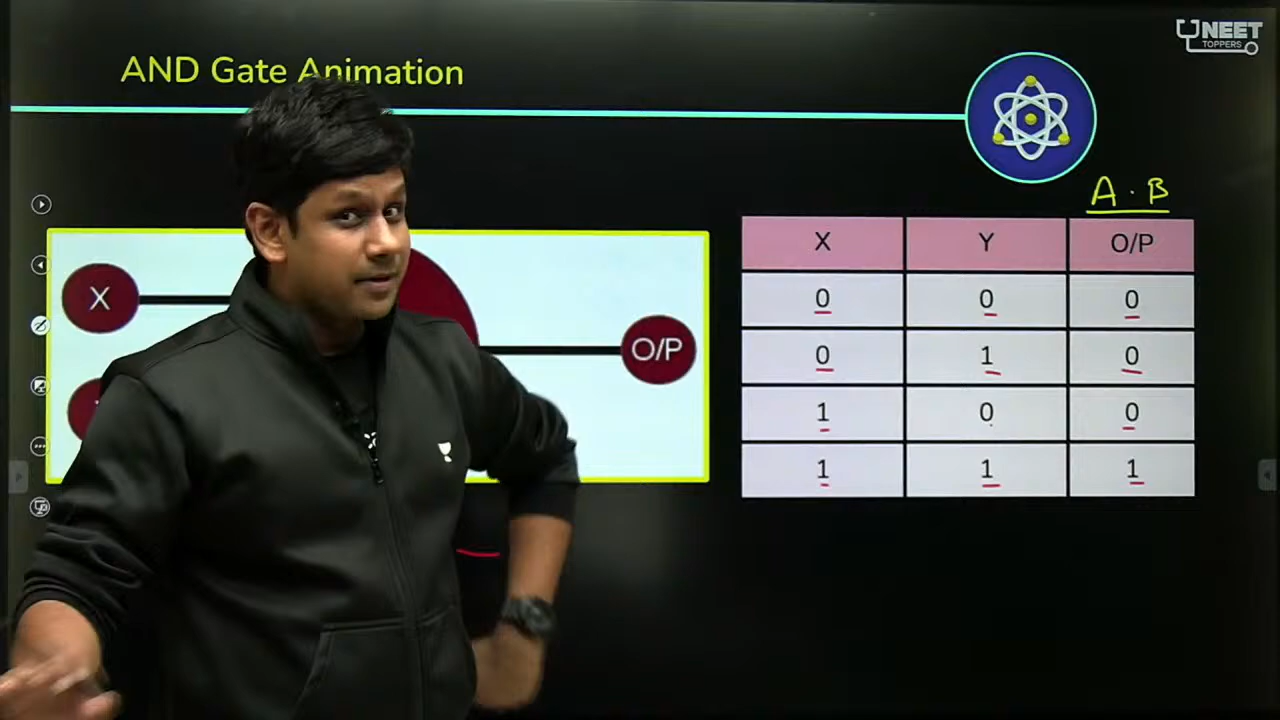 NEET
TOPPERS
AND Gate Animation
A . B
X Y O/P
0 0 0
0 1 0
1 0 0
1 1 1
X
O/P